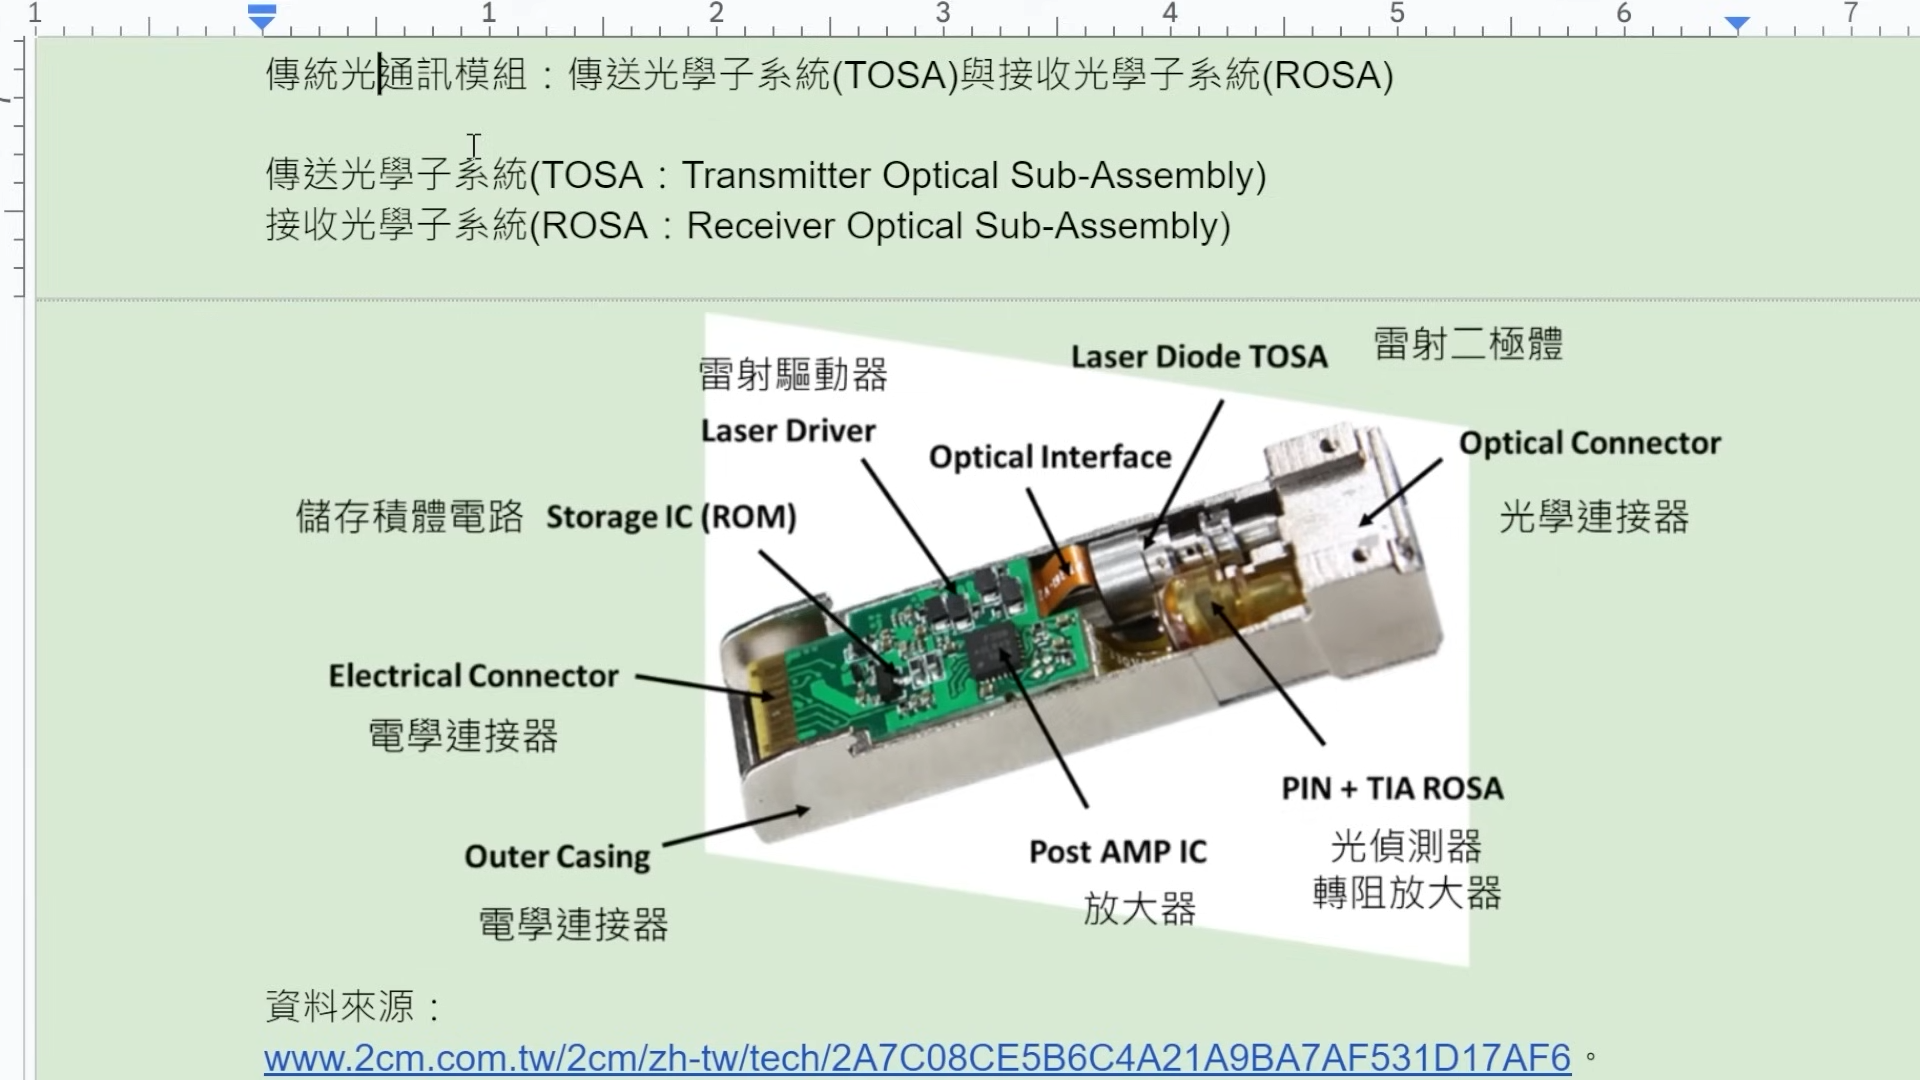 1 1 2 3 4 5 6 7
傳統光通訊模組：傳送光學子系統(TOSA)與接收光學子系統(ROSA)
傳送光學子系統(TOSA：Transmitter Optical Sub-Assembly)
接收光學子系統(ROSA：Receiver Optical Sub-Assembly)
雷射驅動器
Laser Driver
Laser Diode TOSA
雷射二極體
Optical Interface
Optical Connector
光學連接器
儲存積體電路
Storage IC (ROM)
Electrical Connector
電學連接器
Outer Casing
電學連接器
Post AMP IC
放大器
PIN + TIA ROSA
光偵測器
轉阻放大器
資料來源：
www.2cm.com.tw/2cm/zh-tw/tech/2A7C08CE5B6C4A21A9BA7AF531D17AF6。